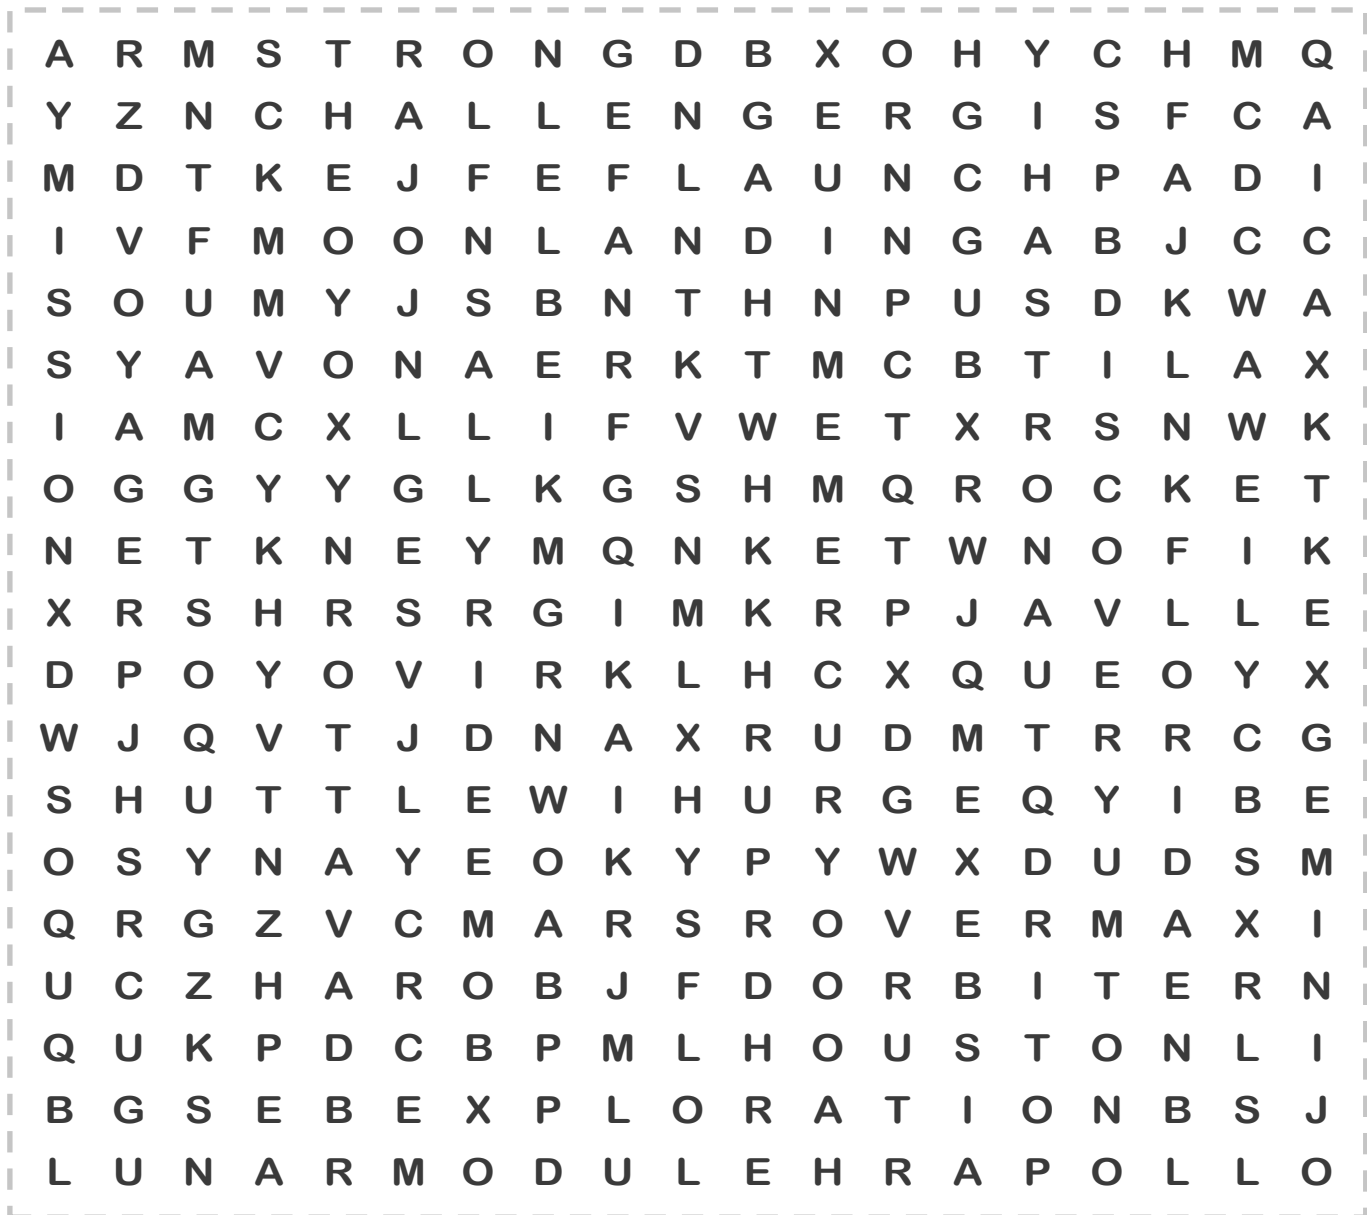 A R M S T R O N G D B X O H Y C H M Q
Y Z N C H A L L E N G E R G I S F C A
M D T K E J F E F L A U N C H P A D I
I V F M O O N L A N D I N G A B J C C
S O U M Y J S B N T H N P U S D K W A
S Y A V O N A E R K T M C B T I L A X
I A M C X L L I F V W E T X R S N W K
O G G Y Y G L K G S H M Q R O C K E T
N E T K N E Y M Q N K E T W N O F I K
X R S H R S R G I M K R P J A V L L E
D P O Y O V I R K L H C X Q U E O Y X
W J Q V T J D N A X R U D M T R R C G
S H U T T L E W I H U R G E Q Y I B E
O S Y N A Y E O K Y P Y W X D U D S M
Q R G Z V C M A R S R O V E R M A X I
U C Z H A R O B J F D O R B I T E R N
Q U K P D C B P M L H O U S T O N L I
B G S E B E X P L O R A T I O N B S J
L U N A R M O D U L E H R A P O L L O